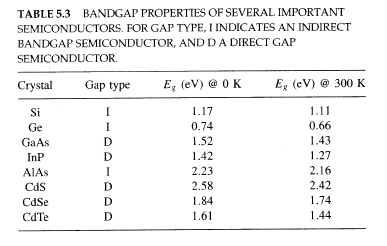 TABLE 5.3 BANDGAP PROPERTIES OF SEVERAL IMPORTANT
SEMICONDUCTORS. FOR GAP TYPE, I INDICATES AN INDIRECT
BANDGAP SEMICONDUCTOR, AND D A DIRECT GAP
SEMICONDUCTOR.
Crystal Gap type Eg (eV) @ 0 K Eg (eV) @ 300 K
Si I 1.17 1.11
Ge I 0.74 0.66
GaAs D 1.52 1.43
InP D 1.42 1.27
AlAs I 2.23 2.16
CdS D 2.58 2.42
CdSe D 1.84 1.74
CdTe D 1.61 1.44